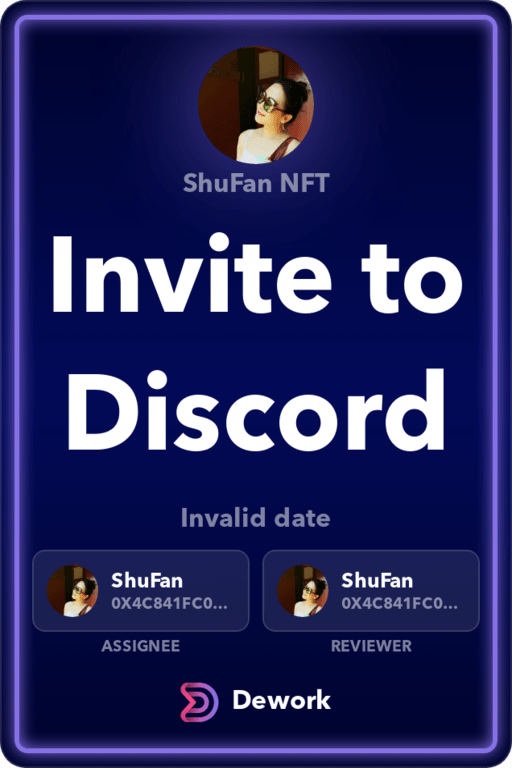 ShuFan NFT
Invite to
Discord
Invalid date
ShuFan
0X4C841FC0...
ASSIGNEE
ShuFan
0X4C841FC0...
REVIEWER
Dework